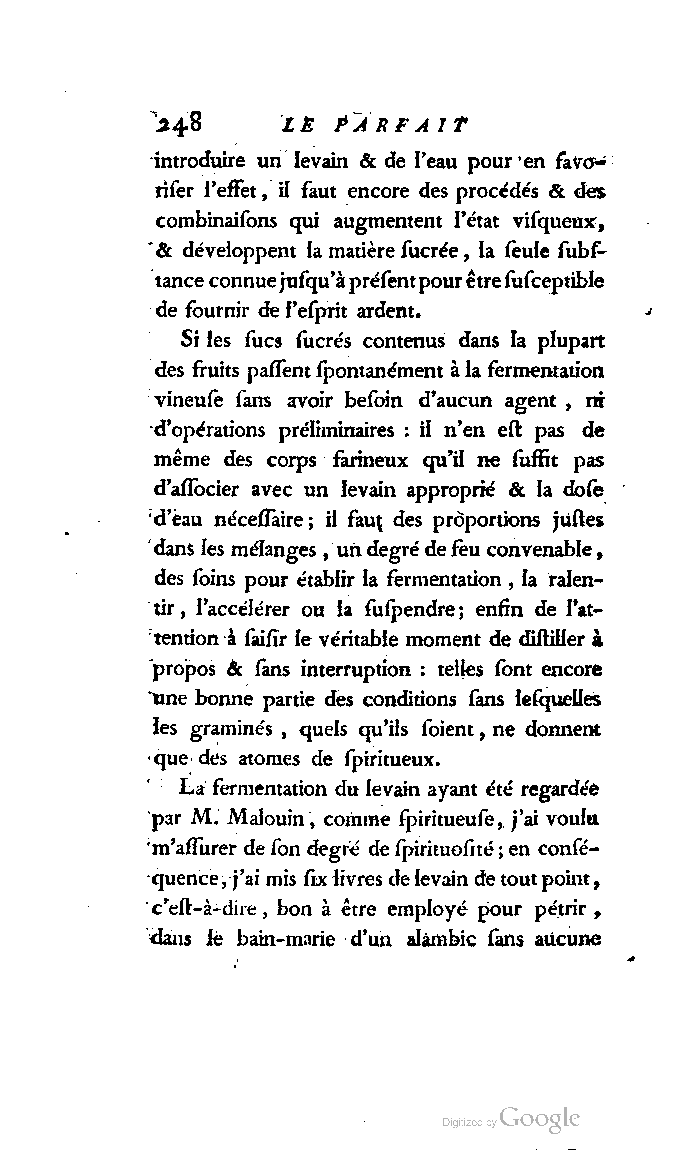 248 LE PARFAIT
introduire un levain & de l'eau pour en favo-
riſer l'effet, il faut encore des procédés & des
combinaiſons qui augmentent l'état viſqueux,
& développent la matière ſucrée, la ſeule ſubſ-
tance connue juſqu'à préſent pour être ſuſceptible
de fournir de l'eſprit ardent.
Si les ſucs ſucrés contenus dans la plupart
des fruits paſſent ſpontanément à la fermentation
vineuſe ſans avoir beſoin d'aucun agent, ni
d'opérations préliminaires : il n'en eſt pas de
même des corps farineux qu'il ne ſuffit pas
d'aſſocier avec un levain approprié & la doſe
d'eau néceſſaire; il faut des proportions juſtes
dans les mélanges, un degré de feu convenable,
des ſoins pour établir la fermentation, la ralen-
tir, l'accélérer ou la ſuſpendre; enfin de l'at-
tention à ſaiſir le véritable moment de diſtiller à
propos & ſans interruption : telles ſont encore
une bonne partie des conditions ſans leſquelles
les graminés, quels qu'ils ſoient, ne donnent
que des atomes de ſpiritueux.
La fermentation du levain ayant été regardée
par M. Malouin, comme ſpiritueuſe, j'ai voulu
m'aſſurer de ſon degré de ſpirituoſité; en conſé-
quence, j'ai mis ſix livres de levain de tout point,
c'eſt-à-dire, bon à être employé pour pétrir,
dans le bain-marie d'un alambic ſans aucune
Digitized by Google